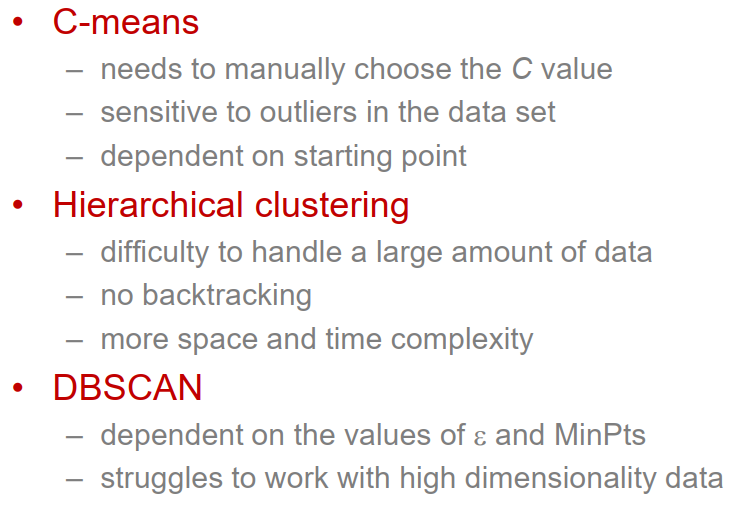 • C-means
– needs to manually choose the C value
– sensitive to outliers in the data set
– dependent on starting point
• Hierarchical clustering
– difficulty to handle a large amount of data
– no backtracking
– more space and time complexity
• DBSCAN
– dependent on the values of ε and MinPts
– struggles to work with high dimensionality data